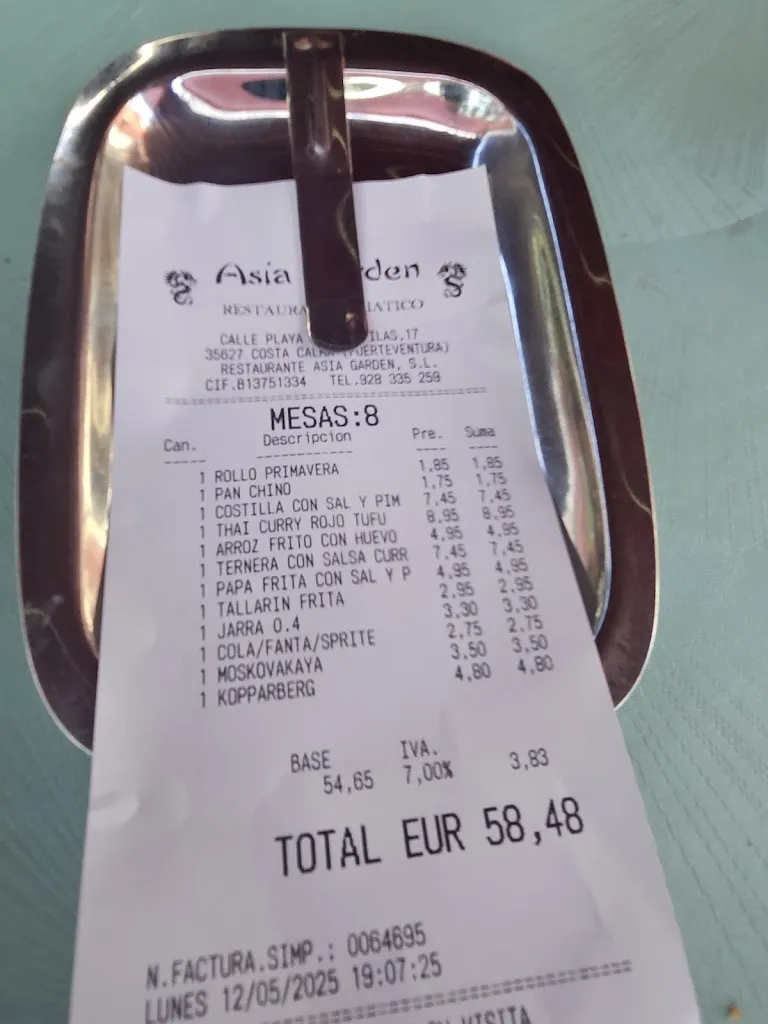 Asia rden
RESTAURA IATICO
CALLE PLAYA ILAS,17
35627 COSTA CALMA (FUERTEVENTURA)
RESTAURANTE ASIA GARDEN, S.L.
CIF.B13751334 TEL.928 335 259
MESAS:8
Can. Descripcion Pre. Suma
1 ROLLO PRIMAVERA 1,85 1,85
1 PAN CHINO 1,75 1,75
1 COSTILLA CON SAL Y PIM 7,45 7,45
1 THAI CURRY ROJO TUFU 8,95 8,95
1 ARROZ FRITO CON HUEVO 4,95 4,95
1 TERNERA CON SALSA CURR 7,45 7,45
1 PAPA FRITA CON SAL Y P 4,95 4,95
1 TALLARIN FRITA 2,95 2,95
1 JARRA 0.4 3,30 3,30
1 COLA/FANTA/SPRITE 2,75 2,75
1 MOSKOVAKAYA 3,50 3,50
1 KOPPARBERG 4,80 4,80
BASE IVA.
54,65 7,00% 3,83
TOTAL EUR 58,48
N.FACTURA.SIMP.: 0064695
LUNES 12/05/2025 19:07:25
VISITA